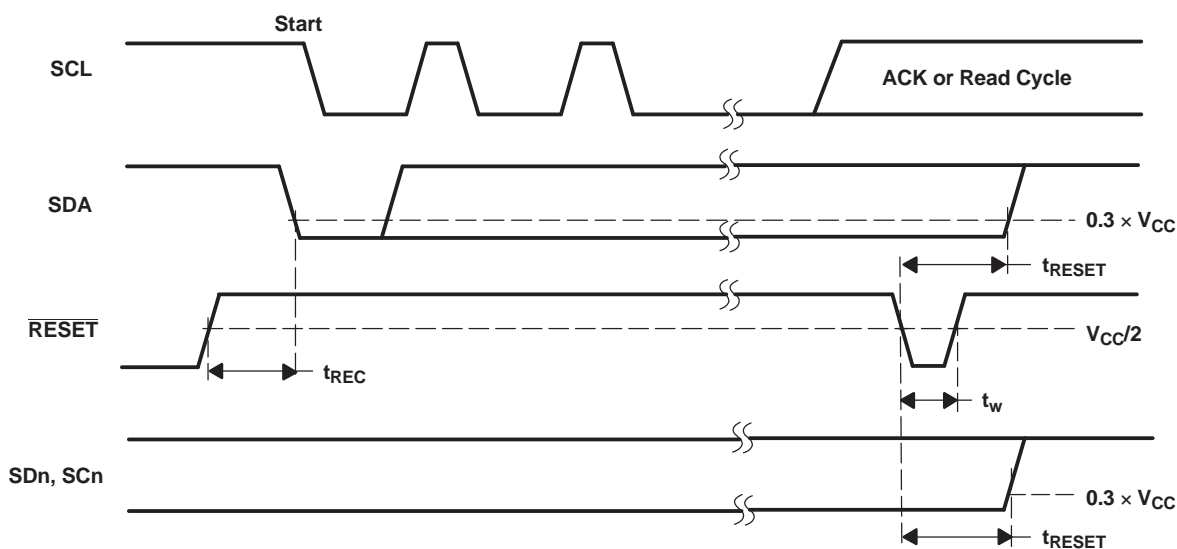 Start
SCL
ACK or Read Cycle
SDA
0.3 × VCC
tRESET
RESET
VCC/2
tREC
tw
SDn, SCn
0.3 × VCC
tRESET